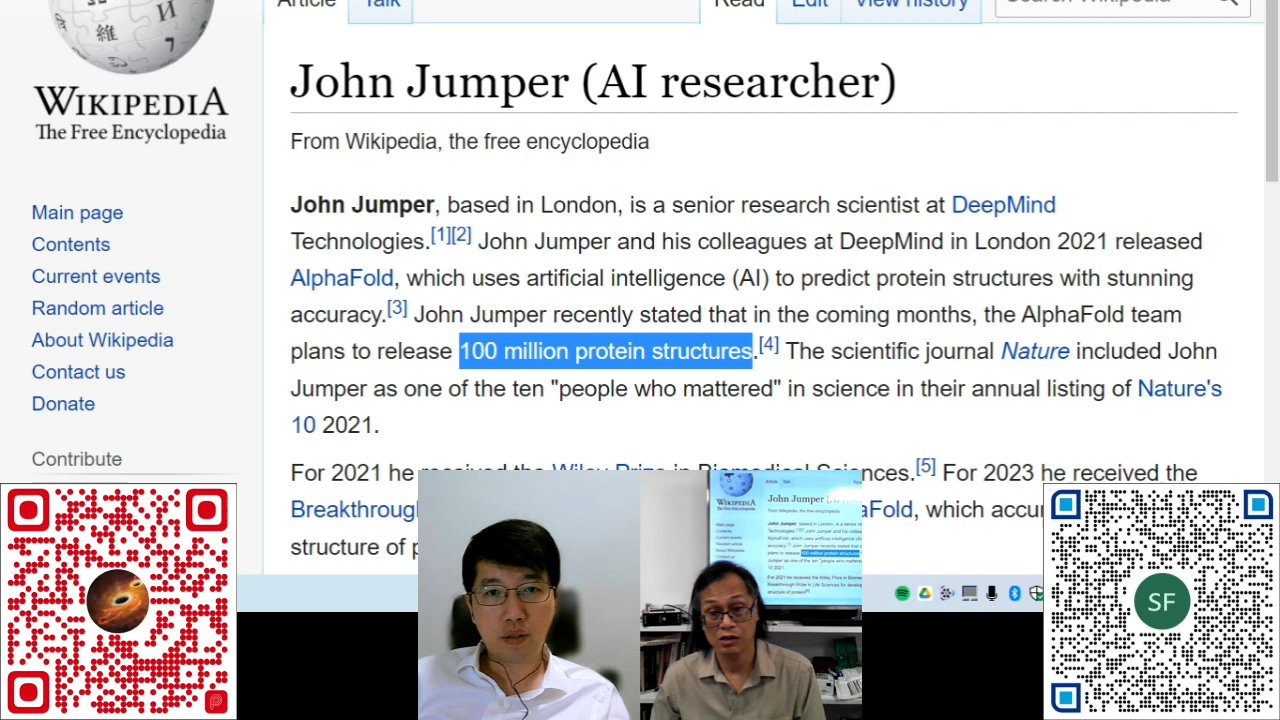 Article Talk Read Edit View history Search Wikipedia
WIKIPEDIA
The Free Encyclopedia
Main page
Contents
Current events
Random article
About Wikipedia
Contact us
Donate
Contribute
John Jumper (AI researcher)
From Wikipedia, the free encyclopedia
John Jumper, based in London, is a senior research scientist at DeepMind
Technologies.[1][2] John Jumper and his colleagues at DeepMind in London 2021 released
AlphaFold, which uses artificial intelligence (AI) to predict protein structures with stunning
accuracy.[3] John Jumper recently stated that in the coming months, the AlphaFold team
plans to release 100 million protein structures.[4] The scientific journal Nature included John
Jumper as one of the ten "people who mattered" in science in their annual listing of Nature's
10 2021.
For 2021 he received the Wiley Prize in Biomedical Sciences.[5] For 2023 he received the
Breakthroug
structure of
SF